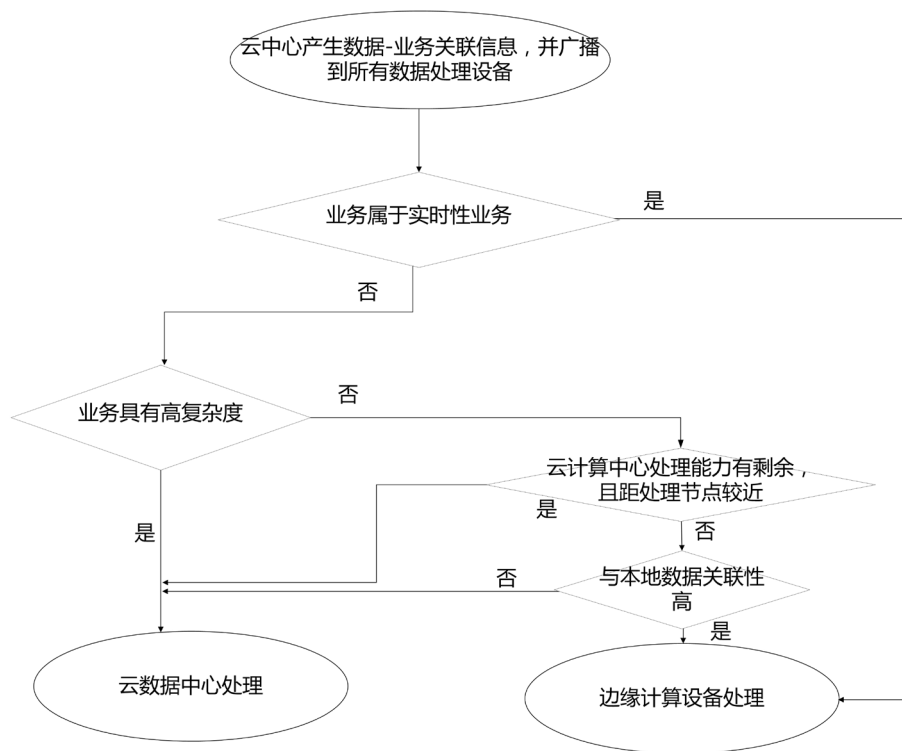 云中心产生数据-业务关联信息，并广播
到所有数据处理设备
业务属于实时性业务
是
否
业务具有高复杂度
否
云计算中心处理能力有剩余，
且距处理节点较近
是
是
否
与本地数据关联性
高
否
是
云数据中心处理
边缘计算设备处理